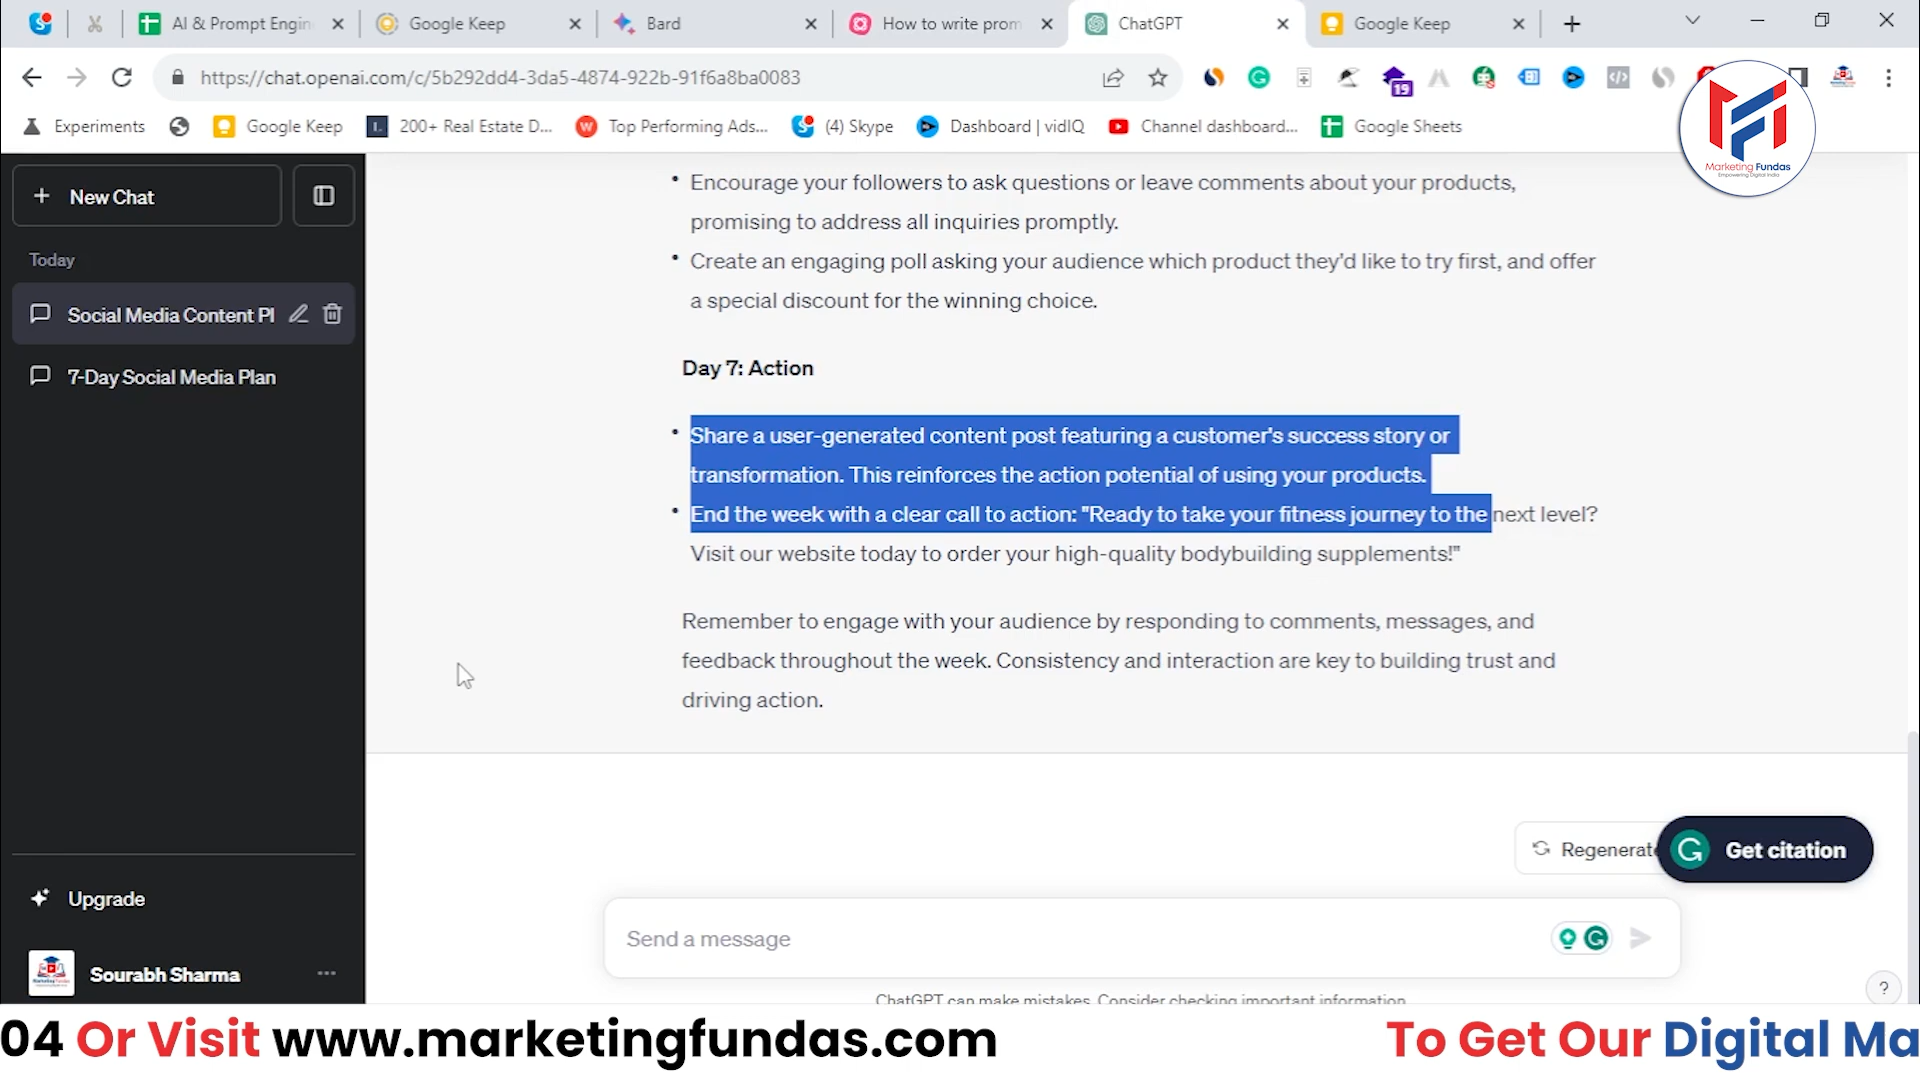 AI & Prompt Engin
Google Keep
Bard
How to write prom
ChatGPT
Google Keep
https://chat.openai.com/c/5b292dd4-3da5-4874-922b-91f6a8ba0083
19
Experiments
Google Keep
200+ Real Estate D...
Top Performing Ads...
(4) Skype
Dashboard | vidIQ
Channel dashboard...
Google Sheets
Marketing Fundas
Empowering Digital India
New Chat
Today
Social Media Content Pl
7-Day Social Media Plan
Encourage your followers to ask questions or leave comments about your products,
promising to address all inquiries promptly.
Create an engaging poll asking your audience which product they'd like to try first, and offer
a special discount for the winning choice.
Day 7: Action
Share a user-generated content post featuring a customer's success story or
transformation. This reinforces the action potential of using your products.
End the week with a clear call to action: "Ready to take your fitness journey to the next level?
Visit our website today to order your high-quality bodybuilding supplements!"
Remember to engage with your audience by responding to comments, messages, and
feedback throughout the week. Consistency and interaction are key to building trust and
driving action.
Regenerate
Get citation
Upgrade
Send a message
Sourabh Sharma
ChatGPT can make mistakes. Consider checking important information.
?
04 Or Visit www.marketingfundas.com
To Get Our Digital Ma